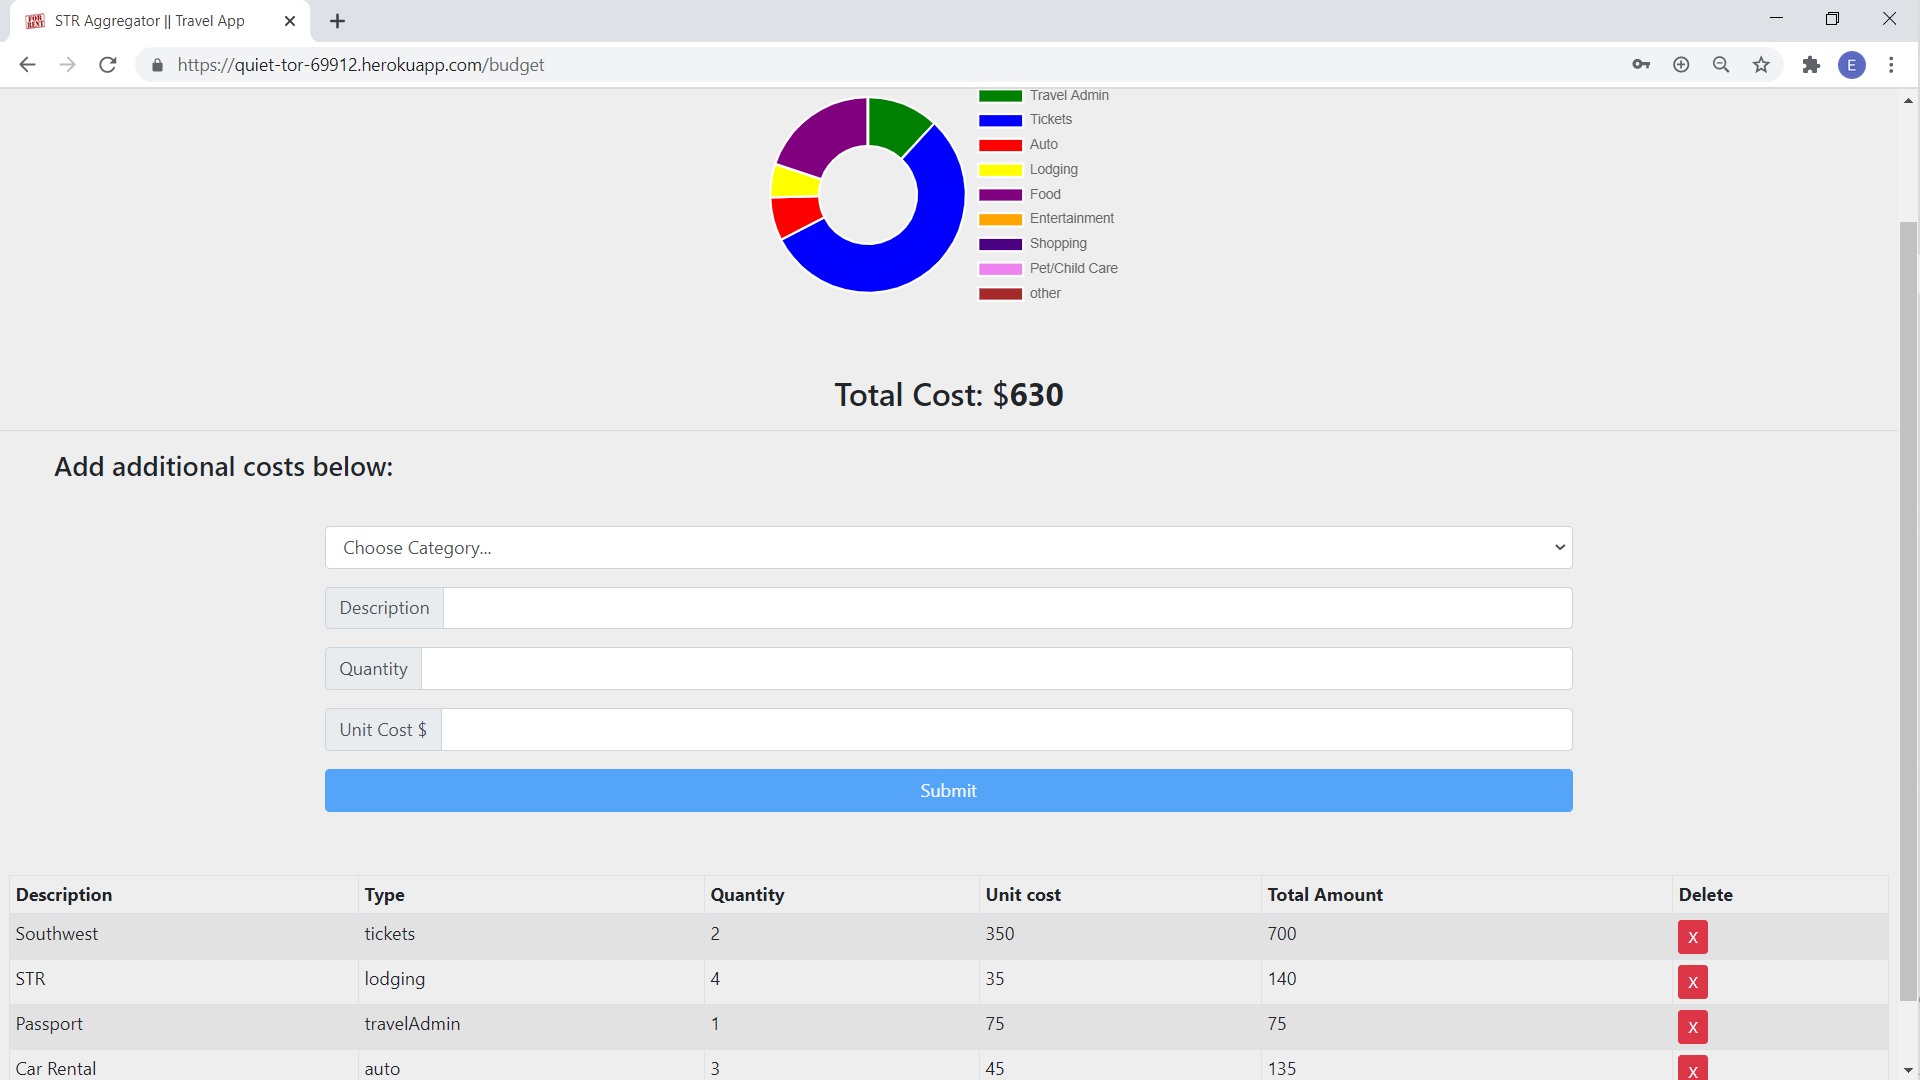 FOR RENT
STR Aggregator || Travel App
https://quiet-tor-69912.herokuapp.com/budget
E
Travel Admin
Tickets
Auto
Lodging
Food
Entertainment
Shopping
Pet/Child Care
other
Total Cost: $630
Add additional costs below:
Choose Category...
Description
Quantity
Unit Cost $
Submit
Description Type Quantity Unit cost Total Amount Delete
Southwest tickets 2 350 700 X
STR lodging 4 35 140 X
Passport travelAdmin 1 75 75 X
Car Rental auto 3 45 135 X